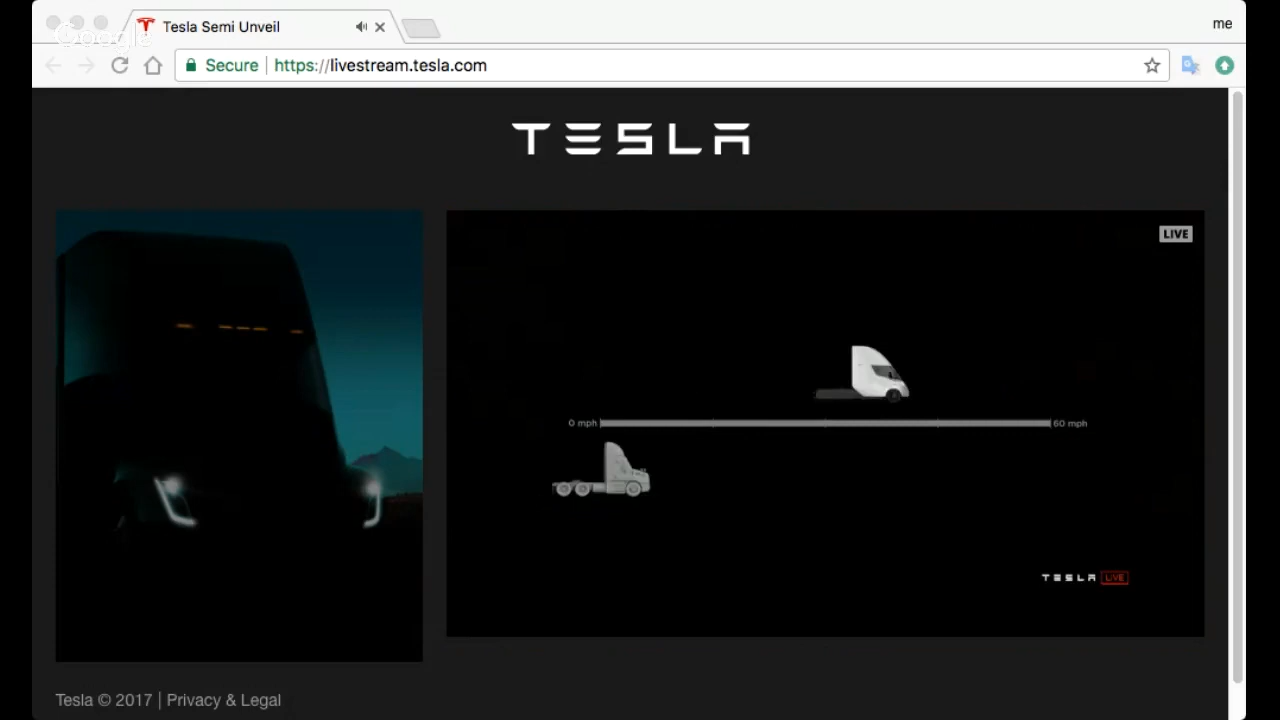 Tesla Semi Unveil
me
Google
Secure
https://livestream.tesla.com
TESLA
LIVE
0 mph
60 mph
TESLA LIVE
Tesla © 2017 | Privacy & Legal